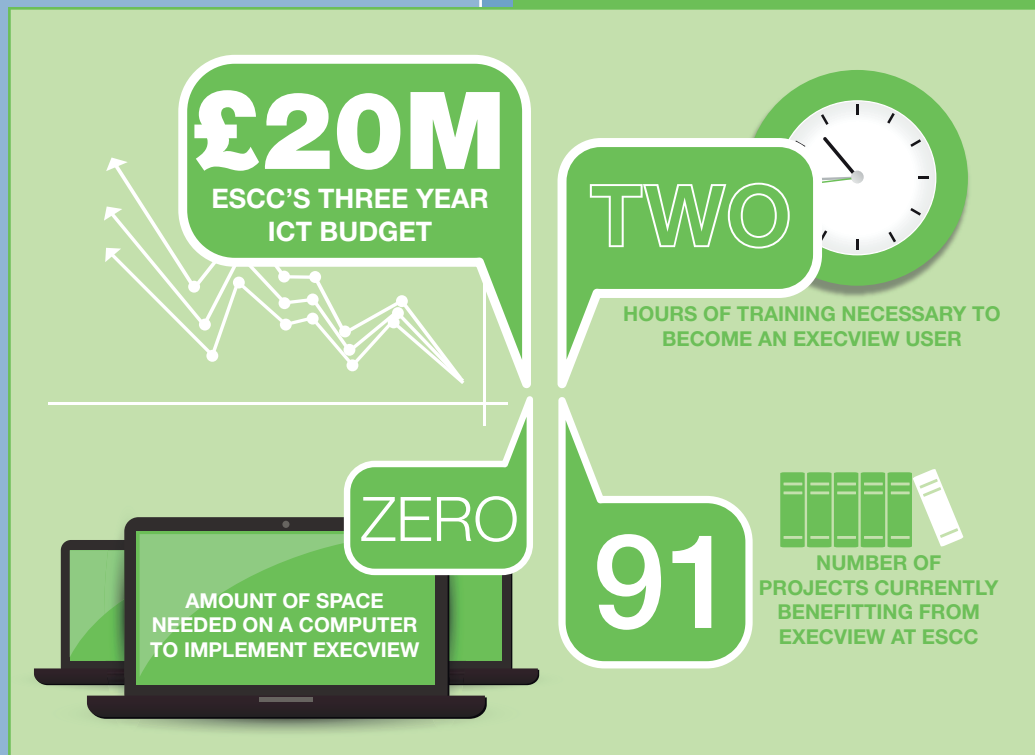 £20M
ESCC'S THREE YEAR
ICT BUDGET
TWO
HOURS OF TRAINING NECESSARY TO
BECOME AN EXECVIEW USER
ZERO
AMOUNT OF SPACE
NEEDED ON A COMPUTER
TO IMPLEMENT EXECVIEW
91
NUMBER OF
PROJECTS CURRENTLY
BENEFITTING FROM
EXECVIEW AT ESCC